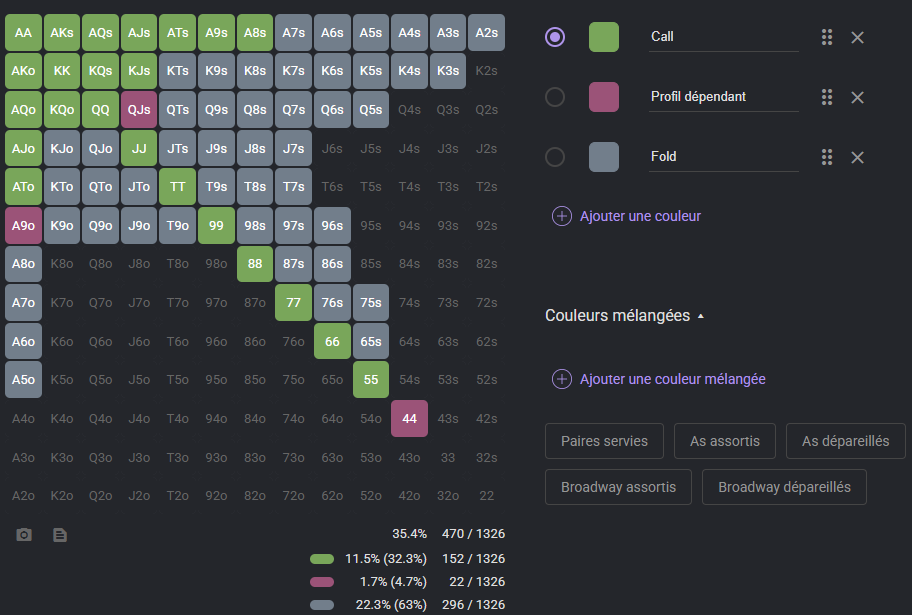 AA AKs AQs AJs ATs A9s A8s A7s A6s A5s A4s A3s A2s
AKo KK KQs KJs KTs K9s K8s K7s K6s K5s K4s K3s K2s
AQo KQo QQ QJs QTs Q9s Q8s Q7s Q6s Q5s Q4s Q3s Q2s
AJo KJo QJo JJ JTs J9s J8s J7s J6s J5s J4s J3s J2s
ATo KTo QTo JTo TT T9s T8s T7s T6s T5s T4s T3s T2s
A9o K9o Q9o J9o T9o 99 98s 97s 96s 95s 94s 93s 92s
A8o K8o Q8o J8o T8o 98o 88 87s 86s 85s 84s 83s 82s
A7o K7o Q7o J7o T7o 97o 87o 77 76s 75s 74s 73s 72s
A6o K6o Q6o J6o T6o 96o 86o 76o 66 65s 64s 63s 62s
A5o K5o Q5o J5o T5o 95o 85o 75o 65o 55 54s 53s 52s
A4o K4o Q4o J4o T4o 94o 84o 74o 64o 54o 44 43s 42s
A3o K3o Q3o J3o T3o 93o 83o 73o 63o 53o 43o 33 32s
A2o K2o Q2o J2o T2o 92o 82o 72o 62o 52o 42o 32o 22
35.4% 470 / 1326
11.5% (32.3%) 152 / 1326
1.7% (4.7%) 22 / 1326
22.3% (63%) 296 / 1326
Call
Profil dépendant
Fold
Ajouter une couleur
Couleurs mélangées
Ajouter une couleur mélangée
Paires servies As assortis As dépareillés
Broadway assortis Broadway dépareillés